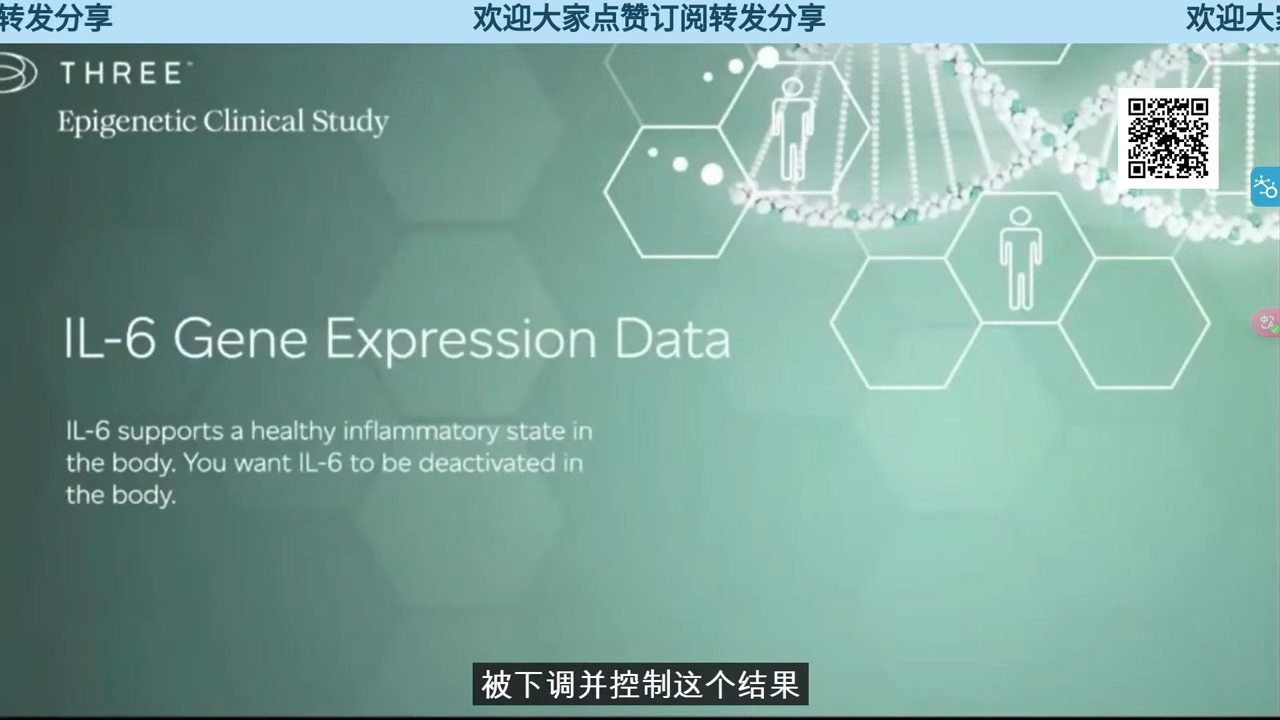 转发分享
欢迎大家点赞订阅转发分享
欢迎大家
THREE™
Epigenetic Clinical Study
IL-6 Gene Expression Data
IL-6 supports a healthy inflammatory state in
the body. You want IL-6 to be deactivated in
the body.
被下调并控制这个结果